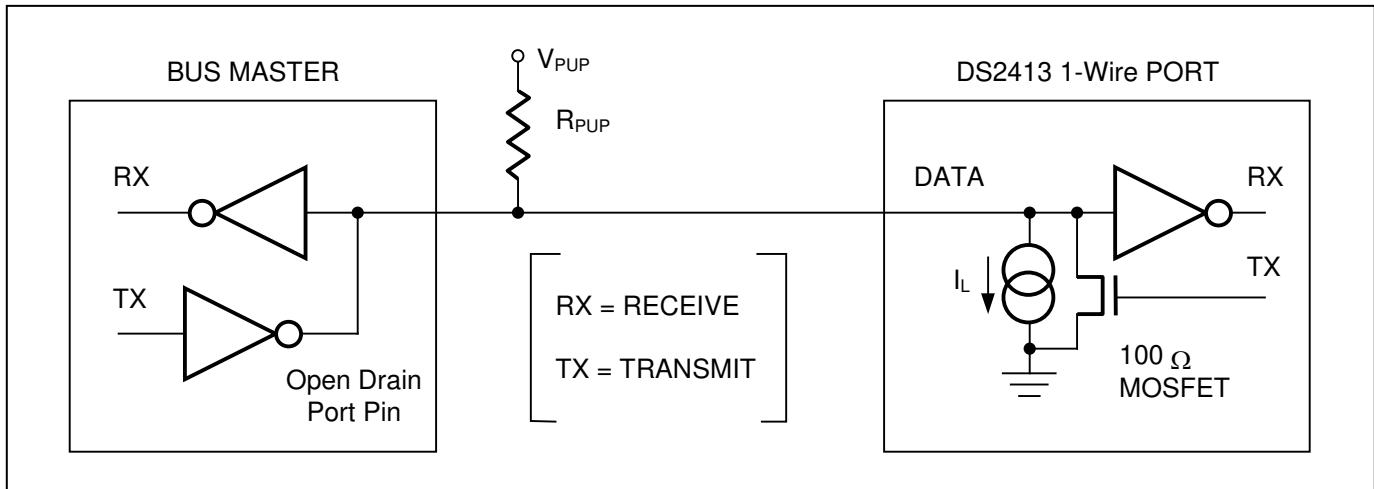 BUS MASTER
V_PUP
DS2413 1-Wire PORT
R_PUP
RX
DATA
RX
TX
TX
I_L
RX = RECEIVE
TX = TRANSMIT
Open Drain
Port Pin
100 Ω
MOSFET